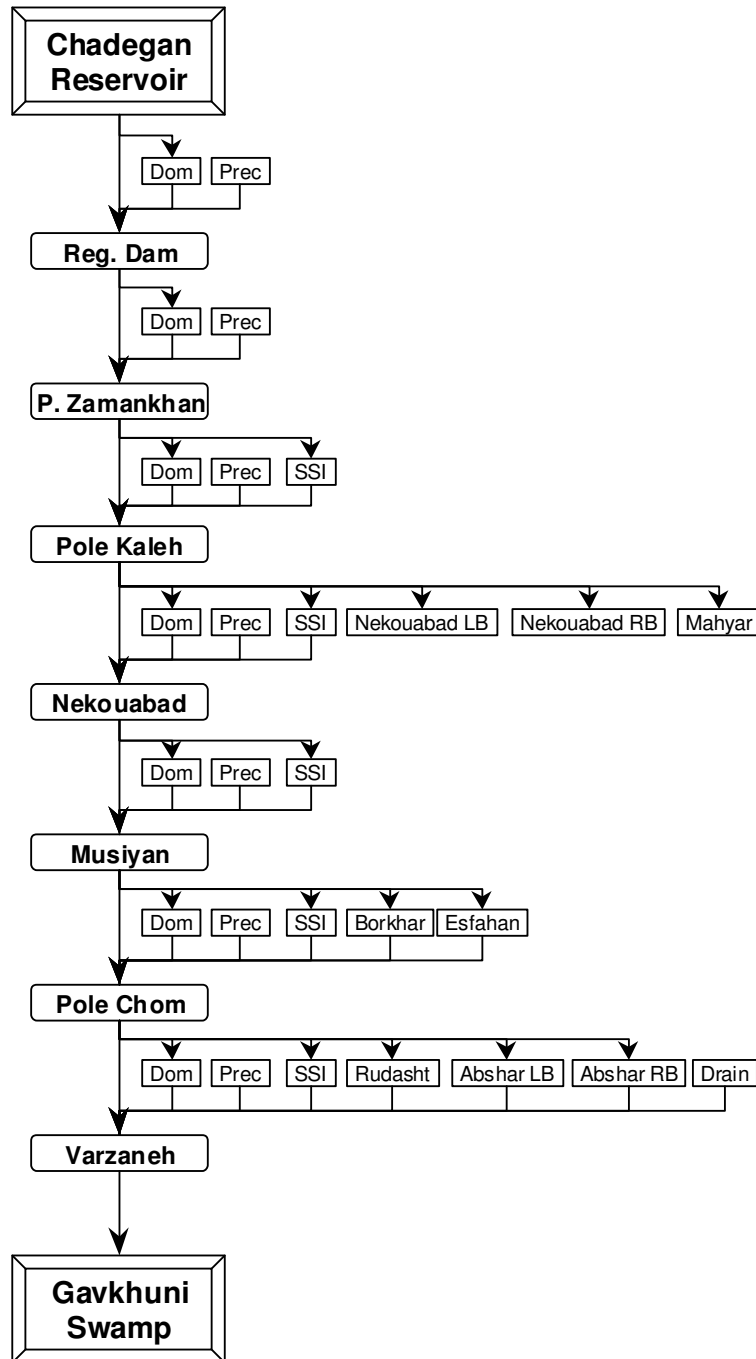 Chadegan
Reservoir
Dom Prec
Reg. Dam
Dom Prec
P. Zamankhan
Dom Prec SSI
Pole Kaleh
Dom Prec SSI Nekouabad LB Nekouabad RB Mahyar
Nekouabad
Dom Prec SSI
Musiyan
Dom Prec SSI Borkhar Esfahan
Pole Chom
Dom Prec SSI Rudasht Abshar LB Abshar RB Drain
Varzaneh
Gavkhuni
Swamp